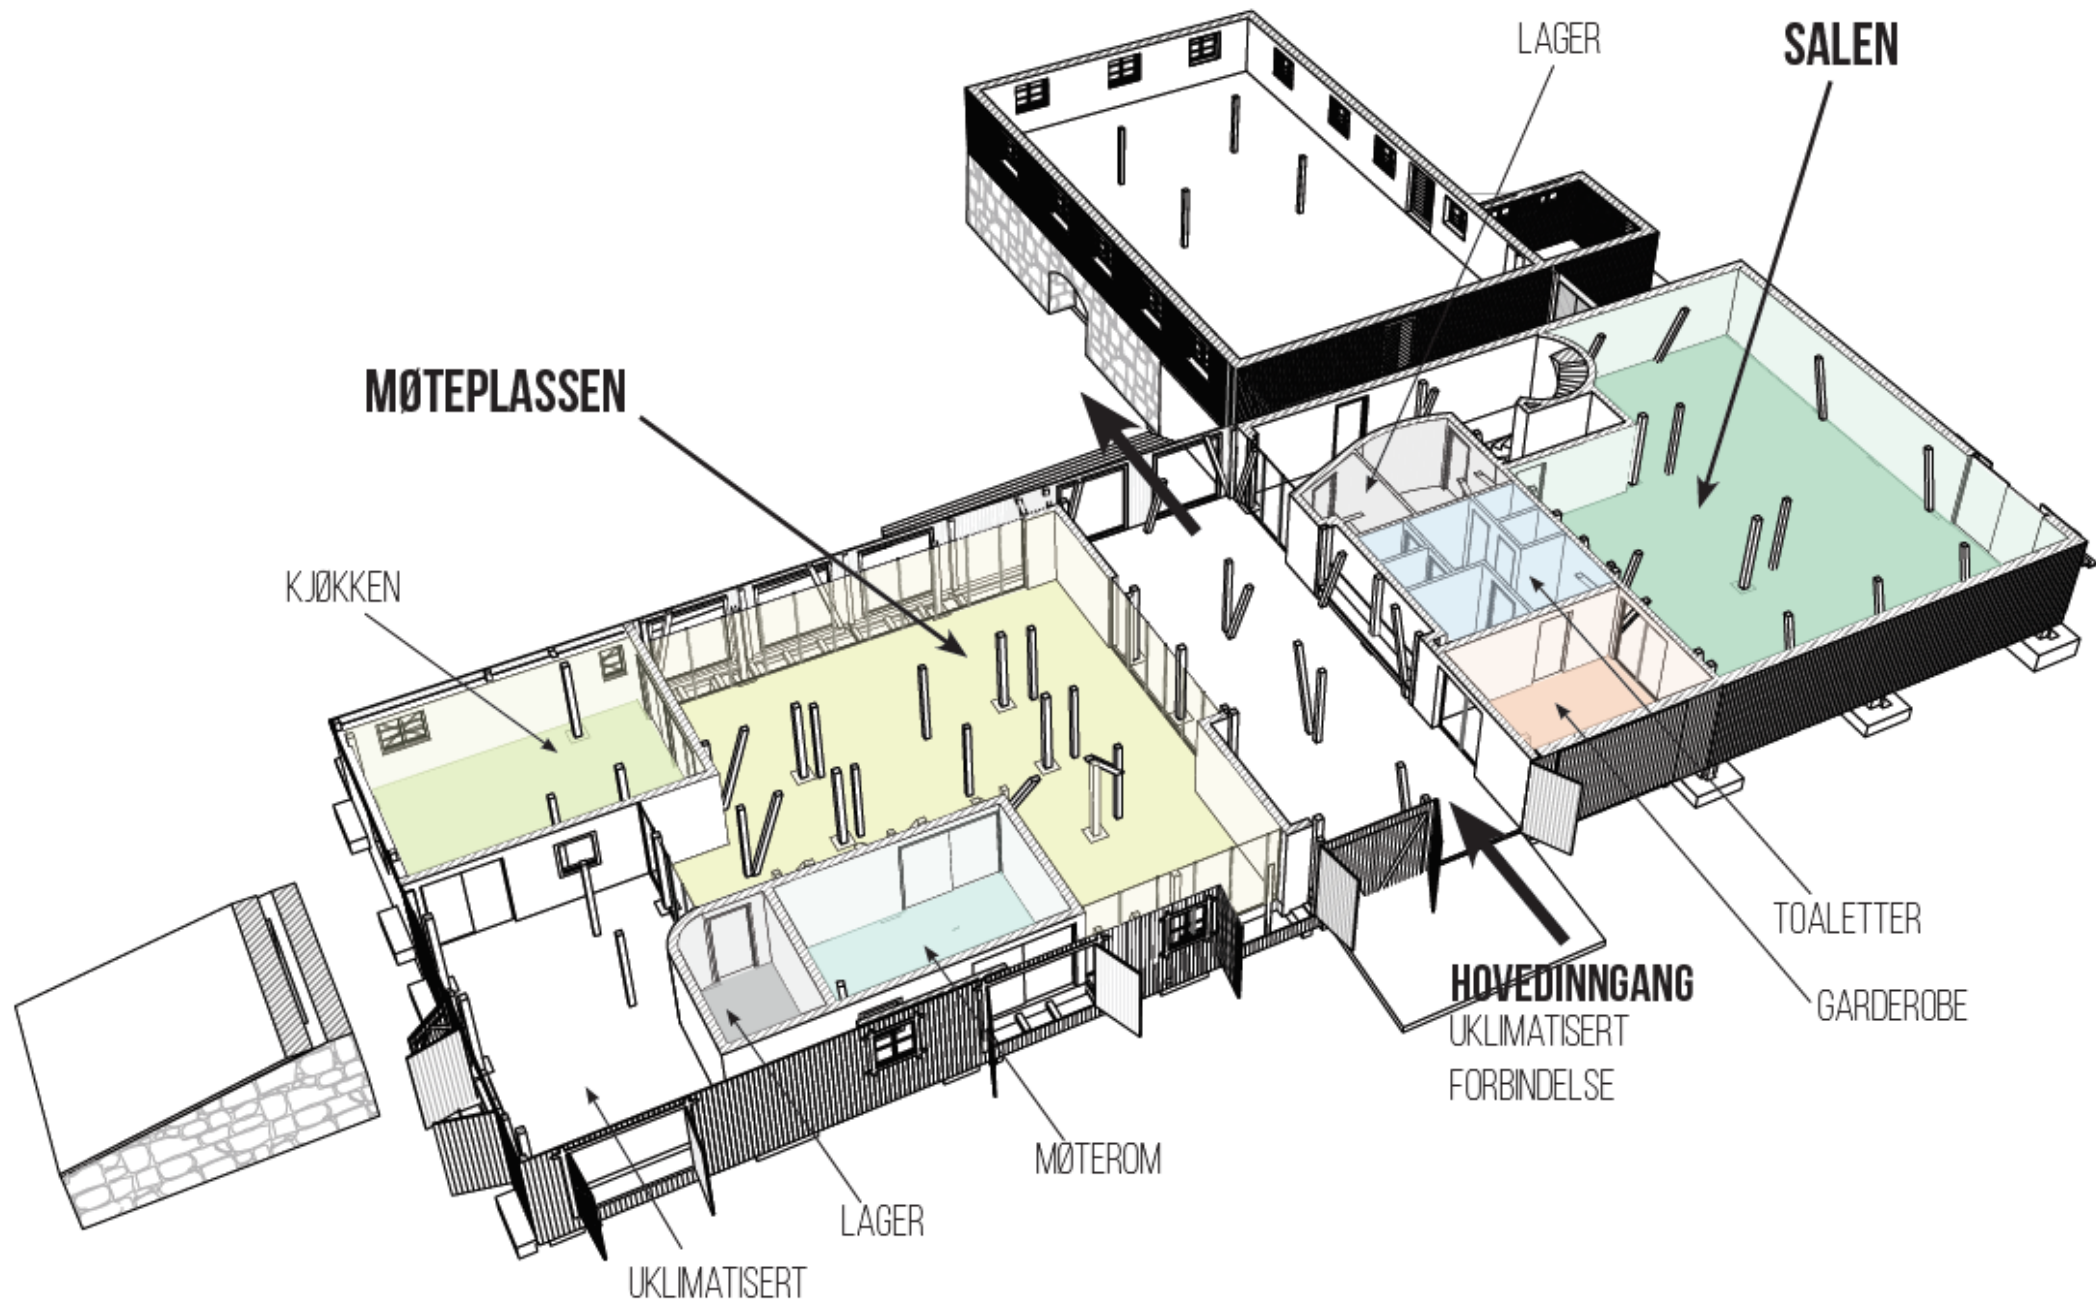 LAGER
SALEN
MØTEPLASSEN
KJØKKEN
TOALETTER
HOVEDINNGANG
UKLIMATISERT
FORBINDELSE
GARDEROBE
MØTEROM
LAGER
UKLIMATISERT